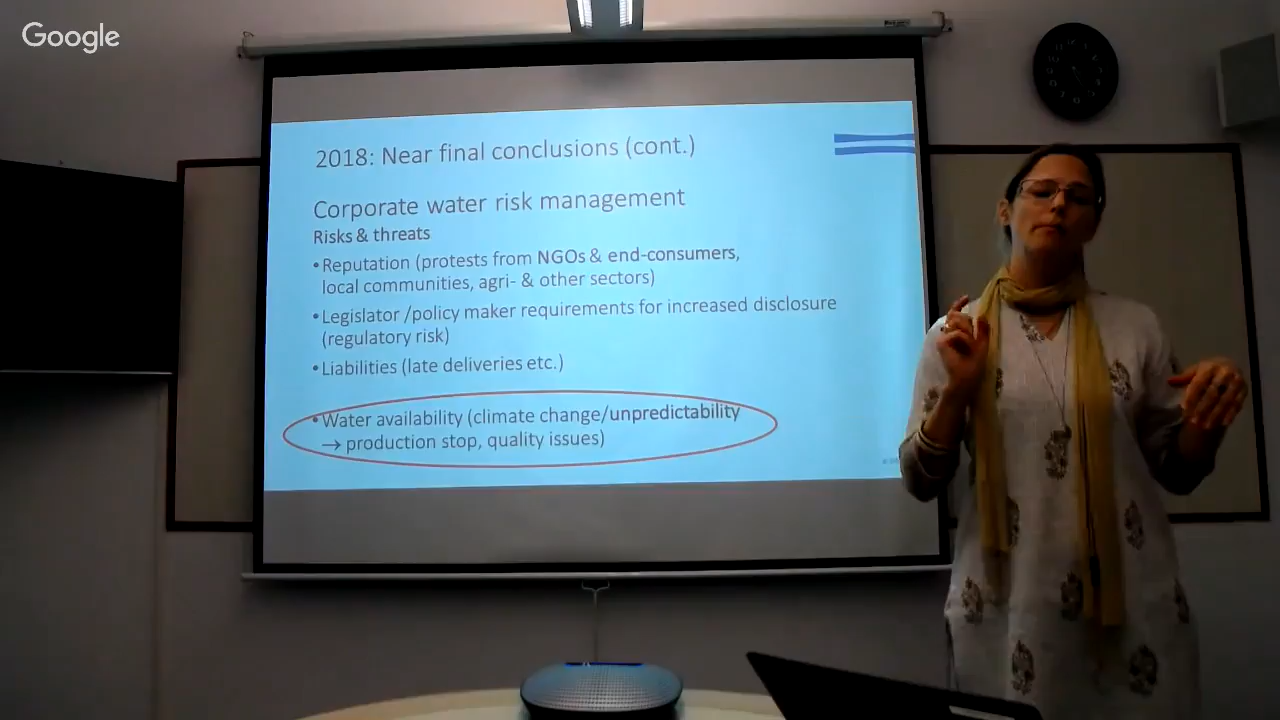 Google
2018: Near final conclusions (cont.)
Corporate water risk management
Risks & threats
• Reputation (protests from NGOs & end-consumers,
local communities, agri- & other sectors)
• Legislator /policy maker requirements for increased disclosure
(regulatory risk)
• Liabilities (late deliveries etc.)
• Water availability (climate change/unpredictability
→ production stop, quality issues)